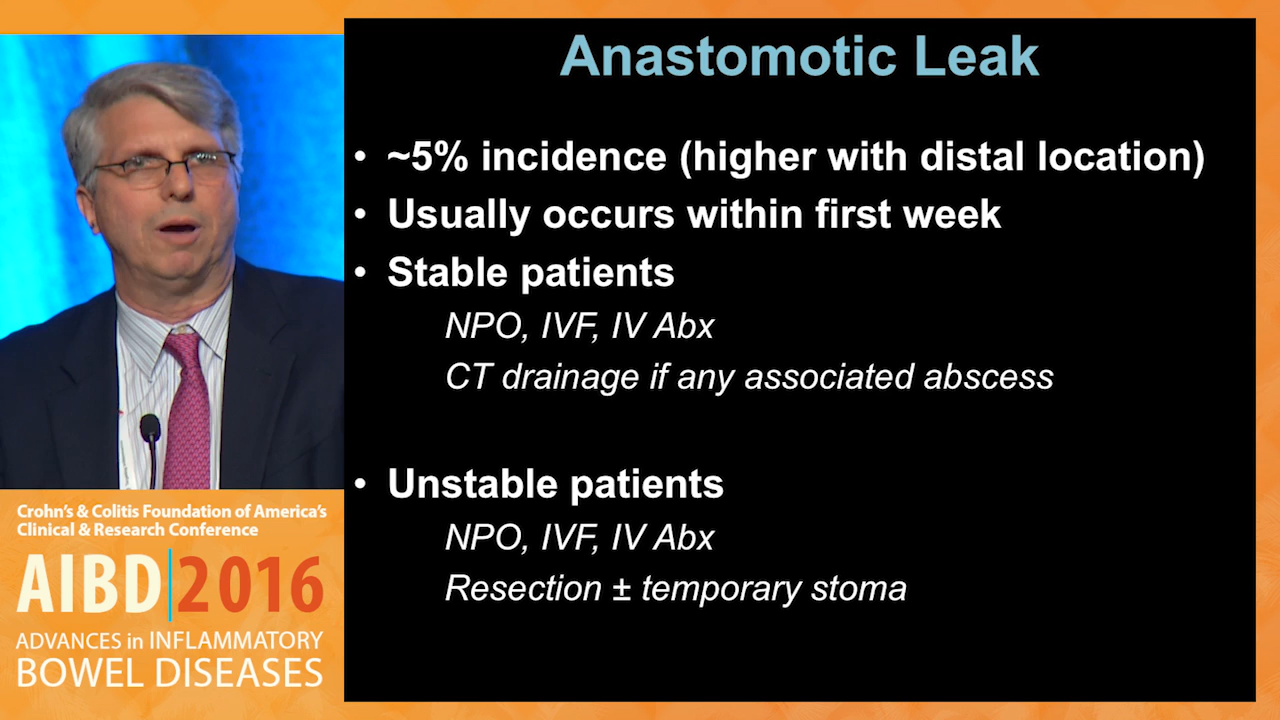 Anastomotic Leak
• ~5% incidence (higher with distal location)
• Usually occurs within first week
• Stable patients
NPO, IVF, IV Abx
CT drainage if any associated abscess
• Unstable patients
NPO, IVF, IV Abx
Resection ± temporary stoma
Crohn's & Colitis Foundation of America's
Clinical & Research Conference
AIBD|2016
ADVANCES in INFLAMMATORY
BOWEL DISEASES